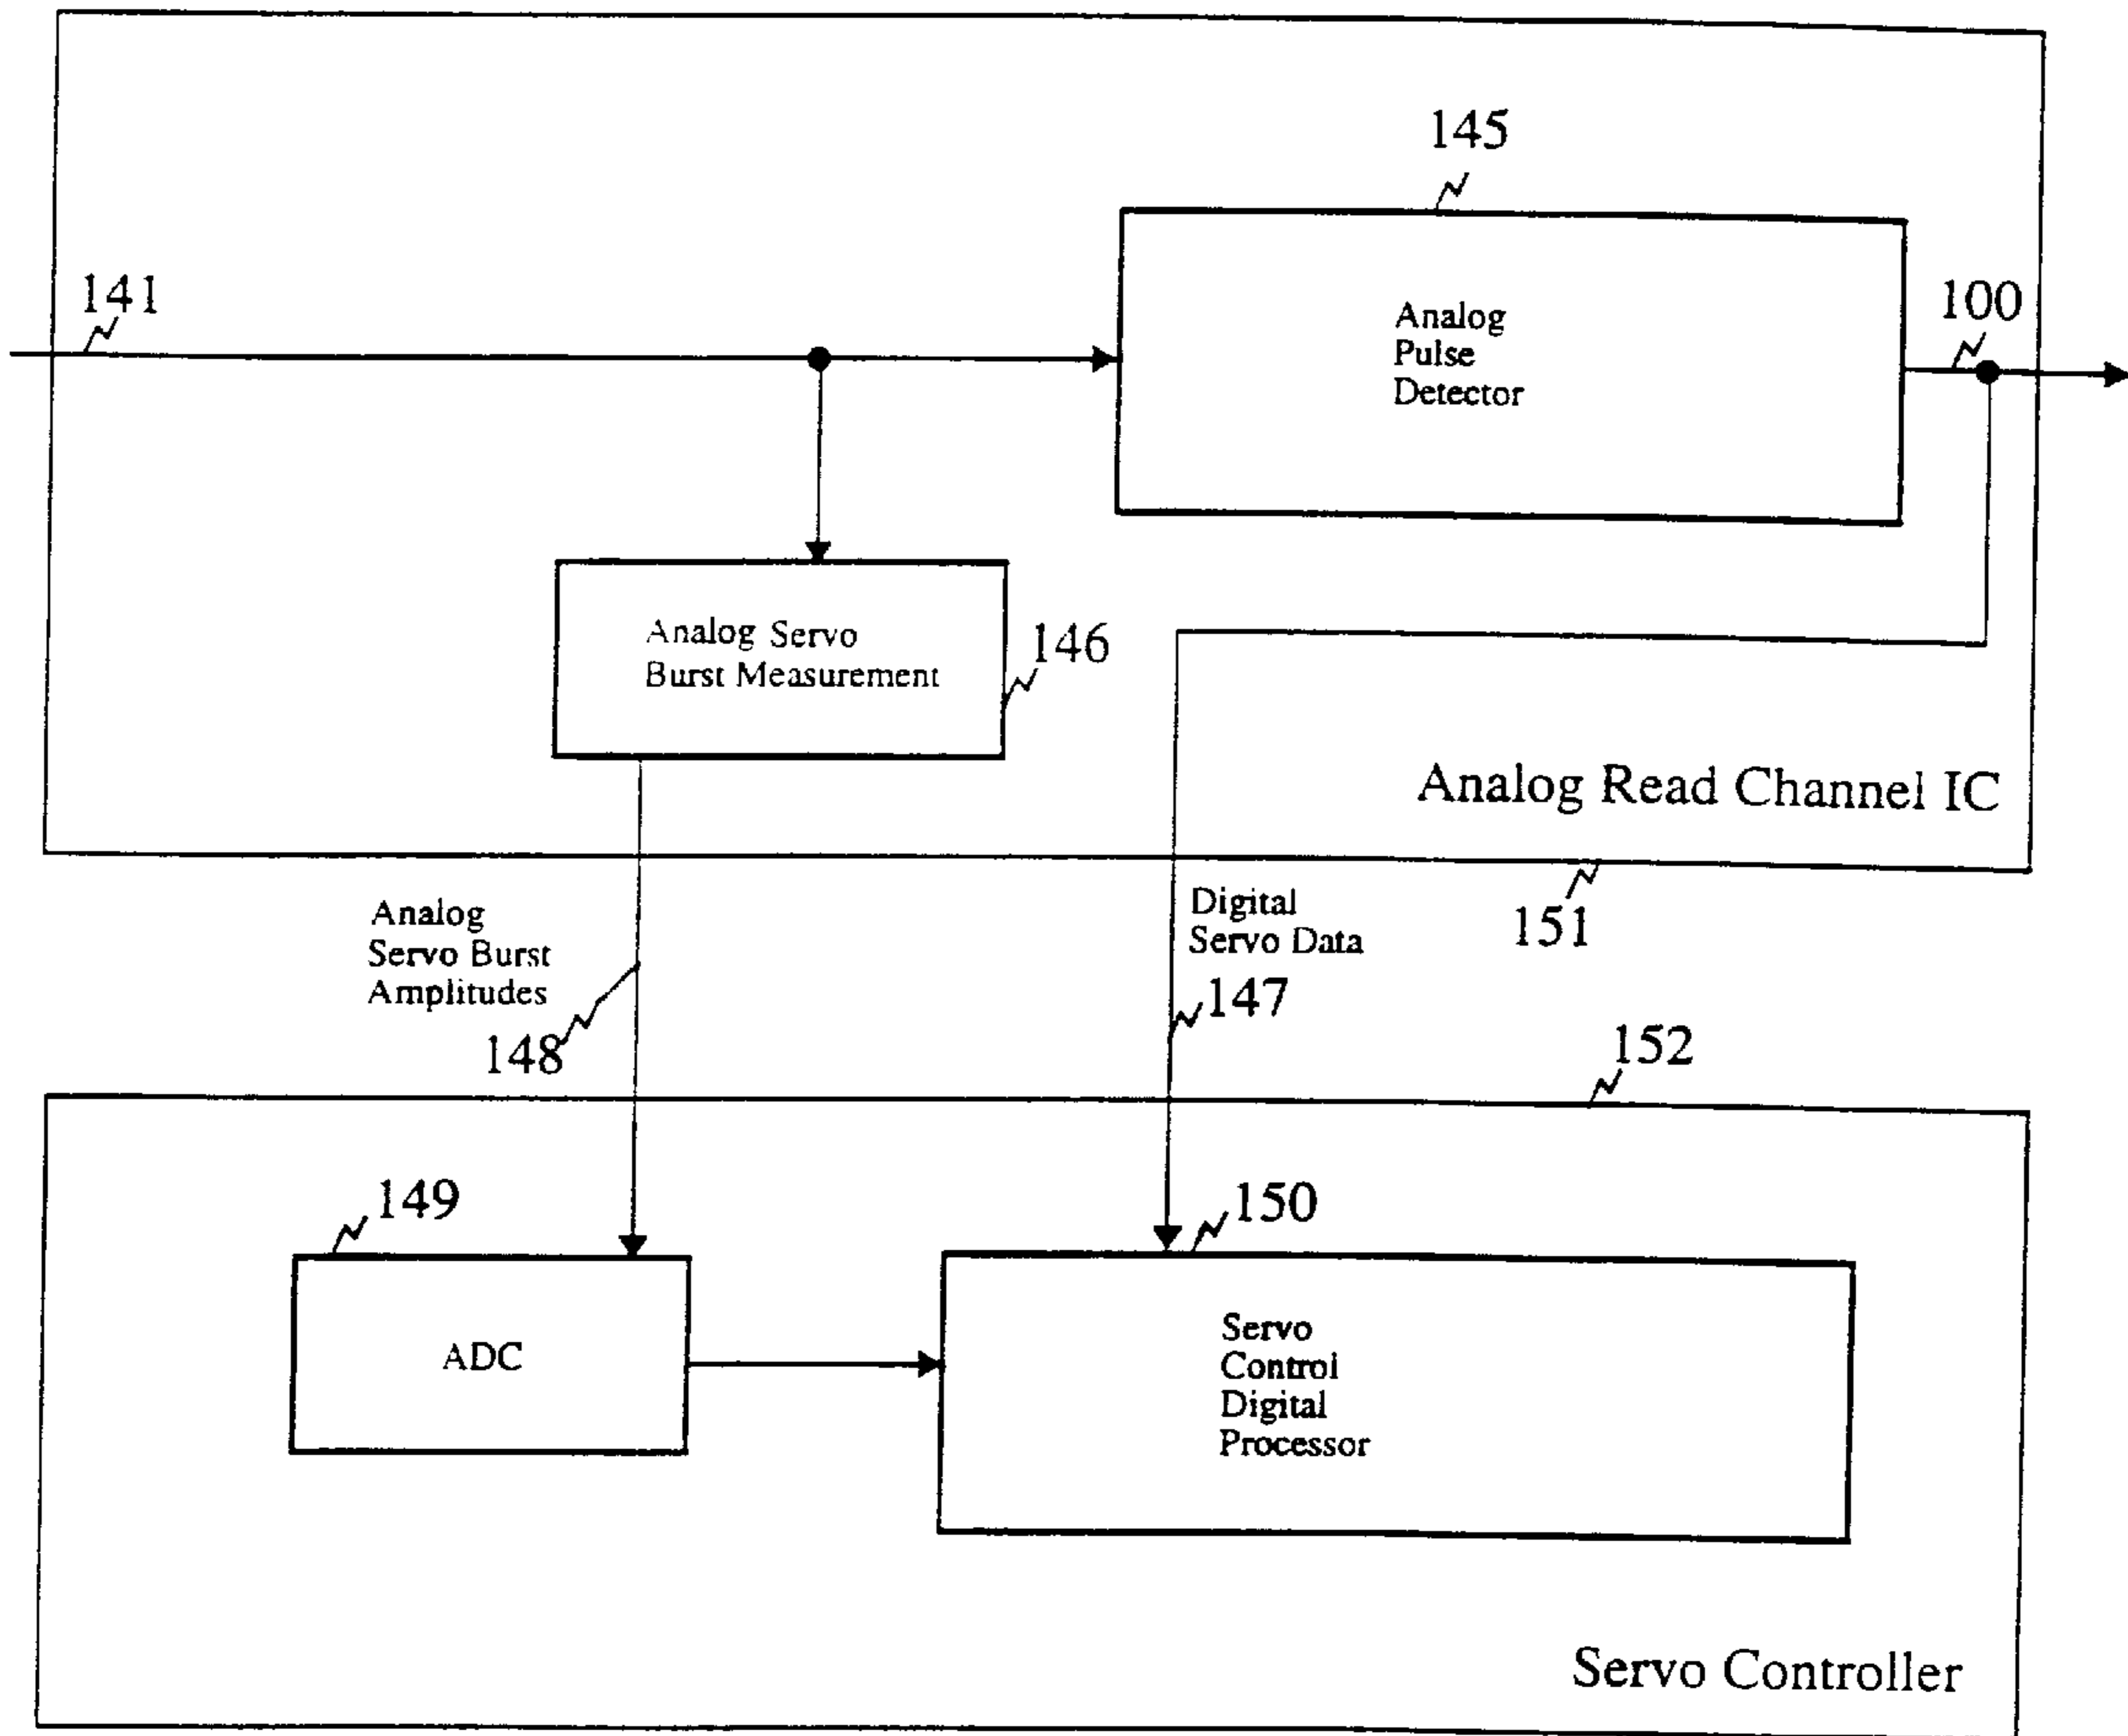 145
141
100
Analog
Pulse
Detector
Analog Servo
Burst Measurement
146
Analog Read Channel IC
151
Analog
Servo Burst
Amplitudes
148
Digital
Servo Data
147
152
149
150
ADC
Servo
Control
Digital
Processor
Servo Controller